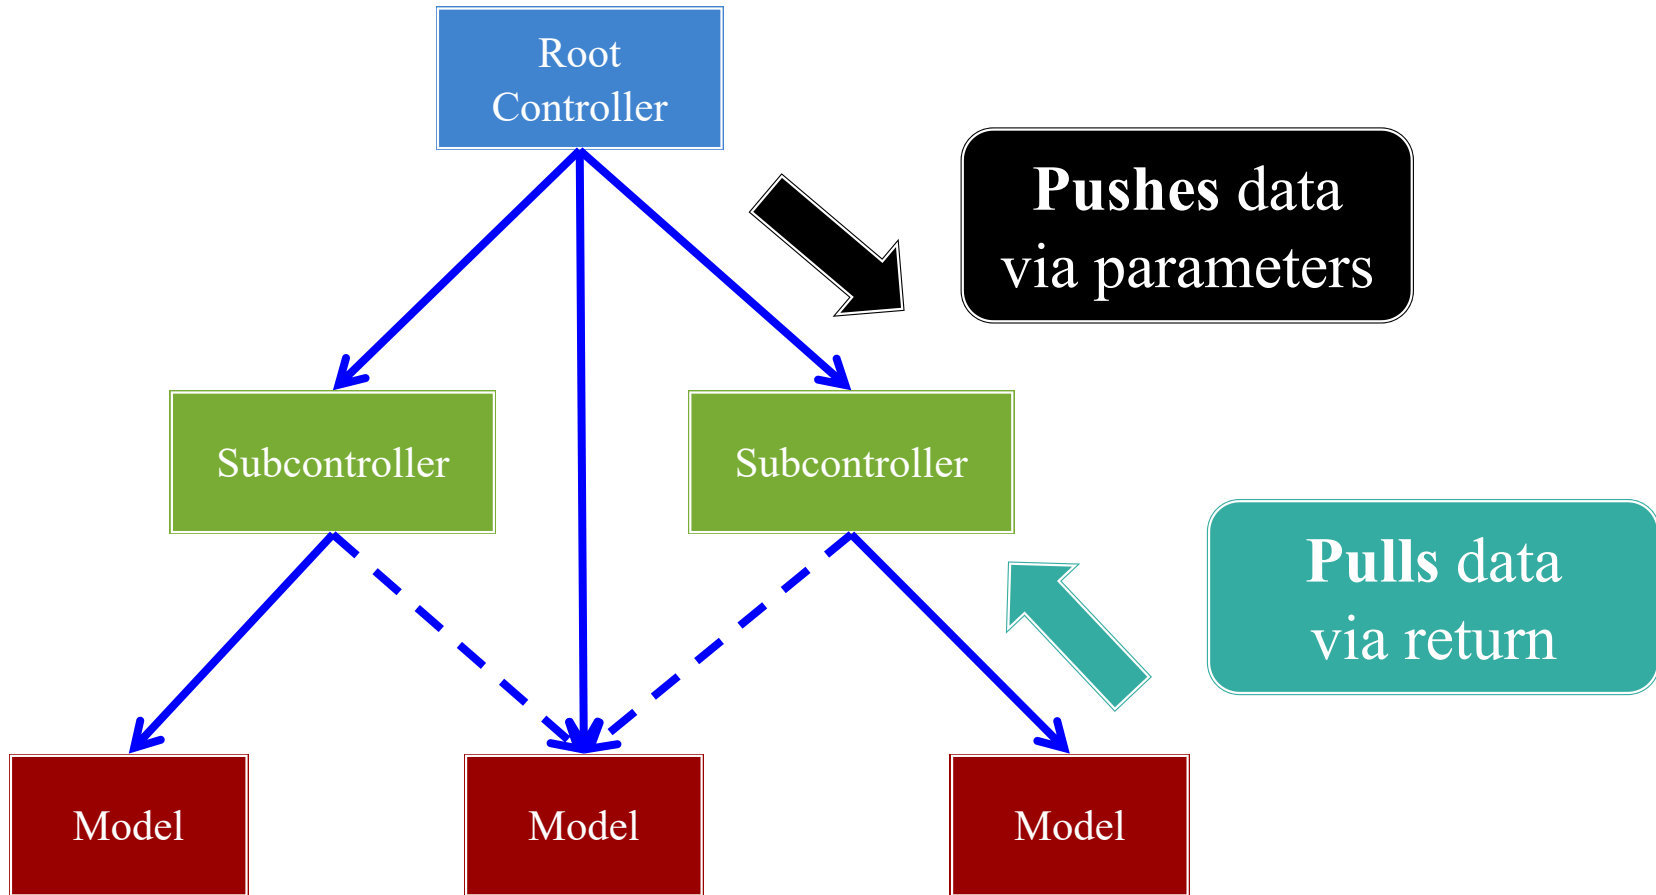 Root
Controller
Pushes data
via parameters
Subcontroller
Subcontroller
Pulls data
via return
Model
Model
Model